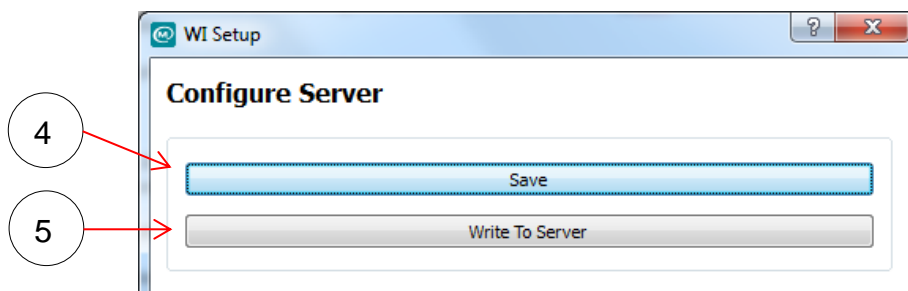 WI Setup
Configure Server
4
Save
5
Write To Server